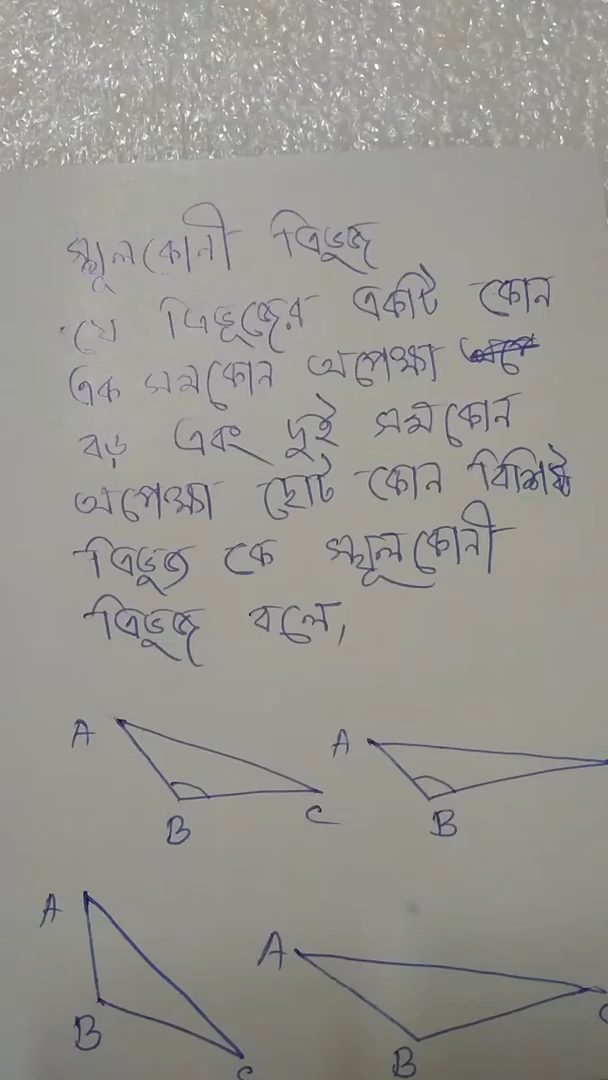 স্থূলকোনী ত্রিভুজ
যে ত্রিভূজের একটি কোন
এক সমকোন অপেক্ষা
বড় এবং দুই সমকোন
অপেক্ষা ছোট কোন বিশিষ্ট
ত্রিভুজ কে স্থূলকোনী
ত্রিভুজ বলে,
A A
B C B
A A
B C B C